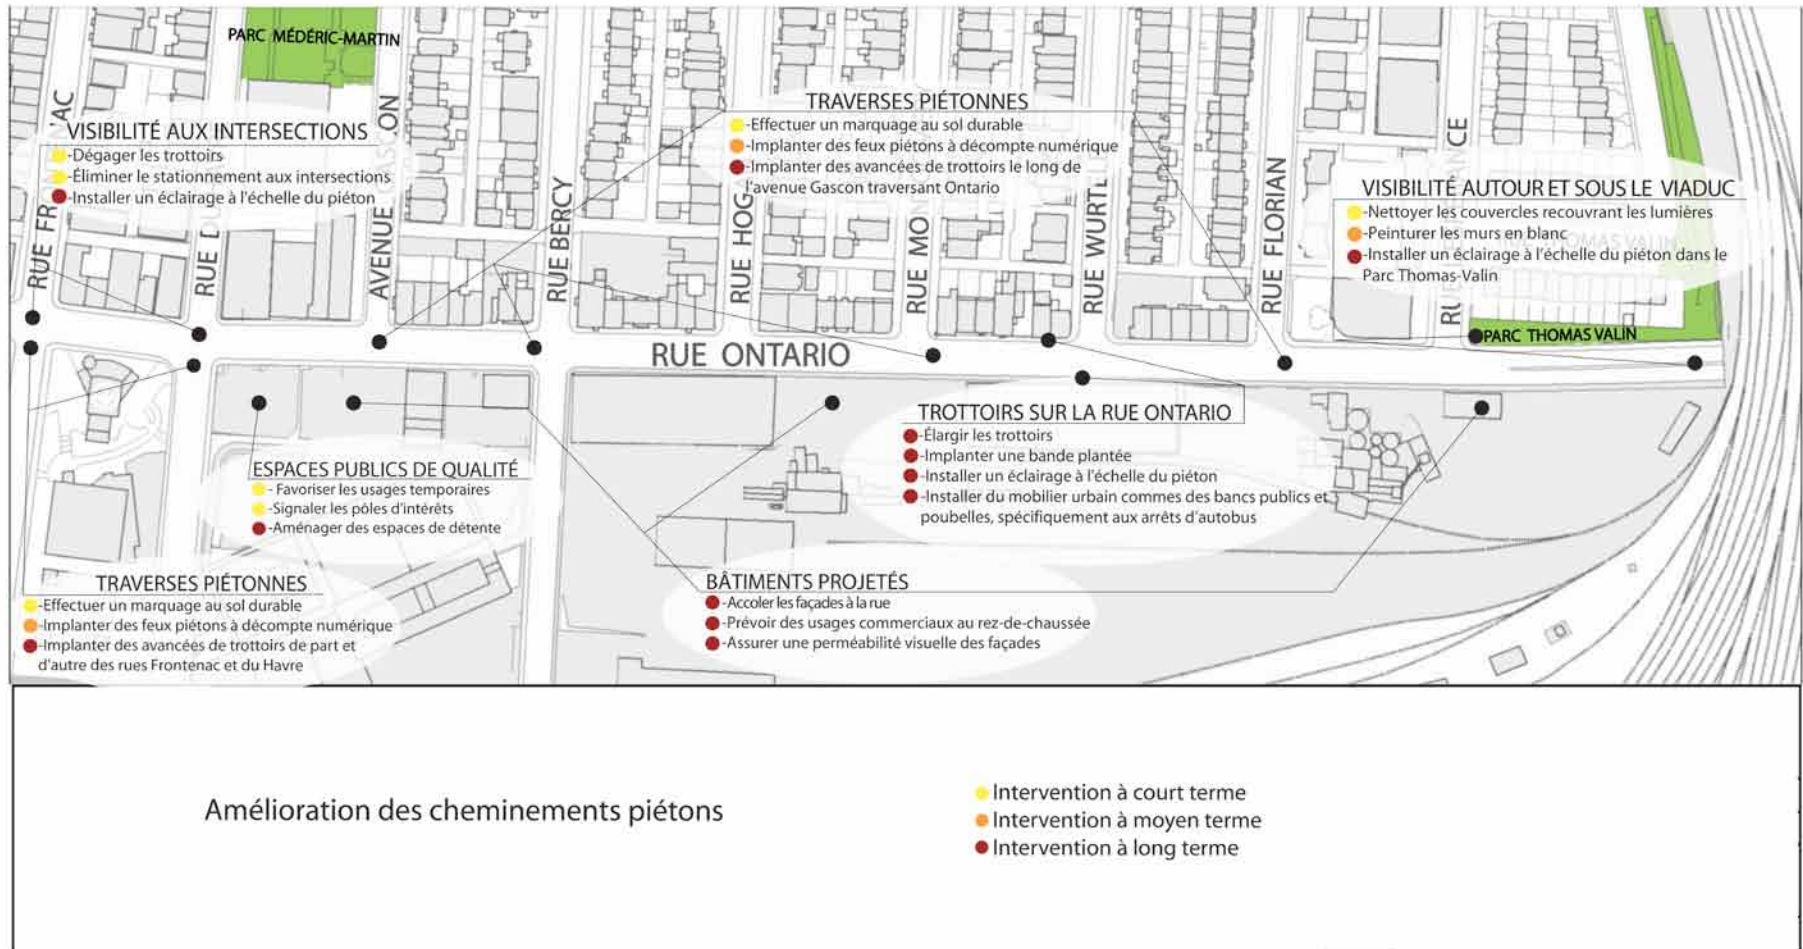 PARC MÉDÉRIC-MARTIN
VISIBILITÉ AUX INTERSECTIONS
-Dégager les trottoirs
-Éliminer le stationnement aux intersections
-Installer un éclairage à l'échelle du piéton
TRAVERSES PIÉTONNES
-Effectuer un marquage au sol durable
-Implanter des feux piétons à décompte numérique
-Implanter des avancées de trottoirs le long de
l'avenue Gascon traversant Ontario
VISIBILITÉ AUTOUR ET SOUS LE VIADUC
-Nettoyer les couvercles recouvrant les lumières
-Peinturer les murs en blanc
-Installer un éclairage à l'échelle du piéton dans le
Parc Thomas-Valin
RUE
RUE
AVENUE
RUE BERCY
RUE
RUE
RUE
RUE FLORIAN
THOMAS VALIN
PARC THOMAS VALIN
RUE ONTARIO
TROTTOIRS SUR LA RUE ONTARIO
-Élargir les trottoirs
-Implanter une bande plantée
-Installer un éclairage à l'échelle du piéton
-Installer du mobilier urbain commes des bancs publics et
poubelles, spécifiquement aux arrêts d'autobus
ESPACES PUBLICS DE QUALITÉ
- Favoriser les usages temporaires
-Signaler les pôles d'intérêts
-Aménager des espaces de détente
TRAVERSES PIÉTONNES
-Effectuer un marquage au sol durable
-Implanter des feux piétons à décompte numérique
-Implanter des avancées de trottoirs de part et
d'autre des rues Frontenac et du Havre
BÂTIMENTS PROJETÉS
-Accoler les façades à la rue
-Prévoir des usages commerciaux au rez-de-chaussée
-Assurer une perméabilité visuelle des façades
Amélioration des cheminements piétons
Intervention à court terme
Intervention à moyen terme
Intervention à long terme